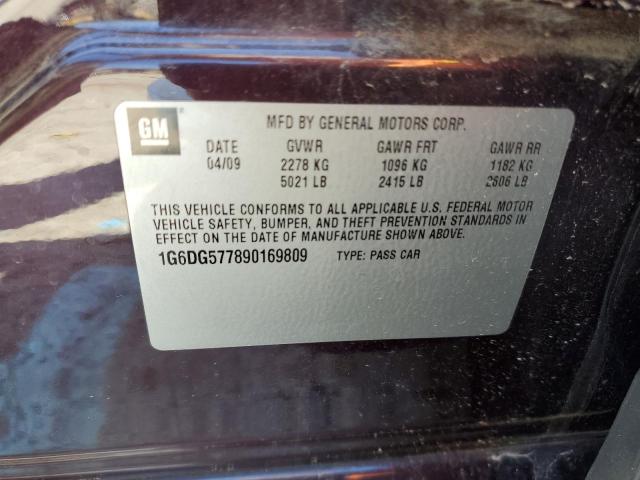 GM
MFD BY GENERAL MOTORS CORP.
DATE GVWR GAWR FRT GAWR RR
04/09 2278 KG 1096 KG 1182 KG
5021 LB 2415 LB 2606 LB
THIS VEHICLE CONFORMS TO ALL APPLICABLE U.S. FEDERAL MOTOR
VEHICLE SAFETY, BUMPER, AND THEFT PREVENTION STANDARDS IN
EFFECT ON THE DATE OF MANUFACTURE SHOWN ABOVE.
1G6DG577890169809 TYPE: PASS CAR